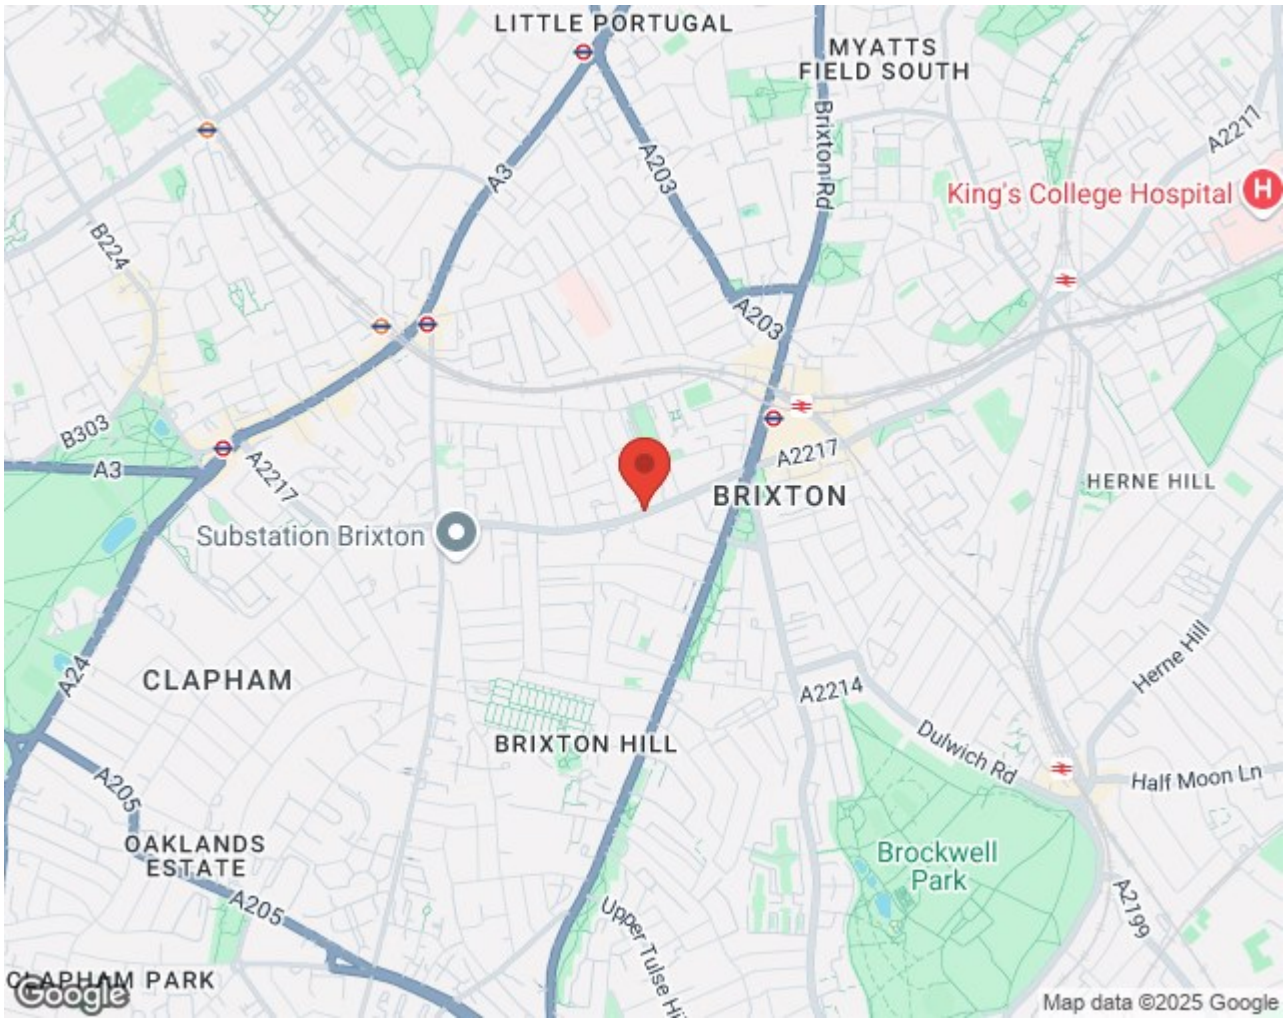 LITTLE PORTUGAL
MYATTS
FIELD SOUTH
Brixton Rd
A2217
A203
A3
King's College Hospital
H
B224
A203
B303
A3
A2217
A2217
BRIXTON
HERNE HILL
Substation Brixton
A24
CLAPHAM
Herne Hill
A2214
BRIXTON HILL
Dulwich Rd
Half Moon Ln
A205
OAKLANDS
ESTATE
Brockwell
Park
A205
A2199
Upper Tulse Hi
CLAPHAM PARK
Google
Map data ©2025 Google